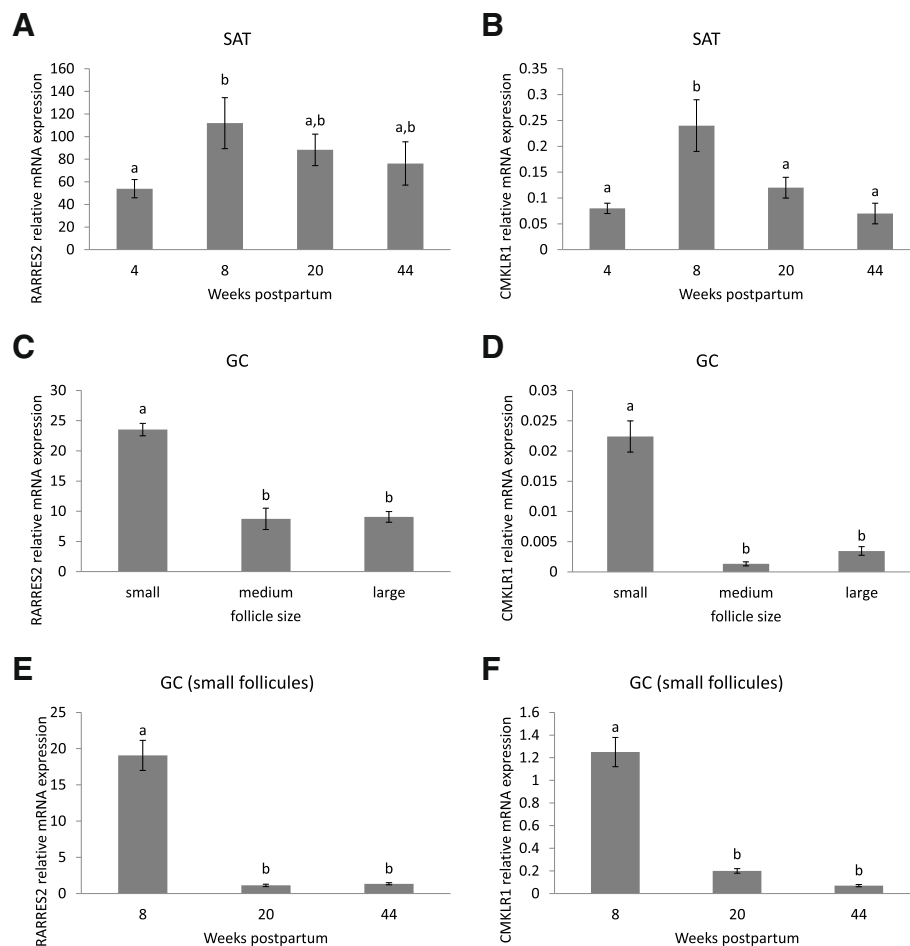 A
SAT
RARRES2 relative mRNA expression
160
140
120
100
80
60
40
20
0
a
b
a,b
a,b
4 8 20 44
Weeks postpartum
B
SAT
CMKLR1 relative mRNA expression
0.35
0.3
0.25
0.2
0.15
0.1
0.05
0
a
b
a
a
4 8 20 44
Weeks postpartum
C
GC
RARRES2 relative mRNA expression
30
25
20
15
10
5
0
a
b
b
small medium large
follicle size
D
GC
CMKLR1 relative mRNA expression
0.03
0.025
0.02
0.015
0.001
0.005
0
a
b
b
small medium large
follicle size
E
GC (small follicules)
RARRES2 relative mRNA expression
25
20
15
10
5
0
a
b
b
8 20 44
Weeks postpartum
F
GC (small follicules)
CMKLR1 relative mRNA expression
1.6
1.4
1.2
1
0.8
0.6
0.4
0.2
0
a
b
b
8 20 44
Weeks postpartum